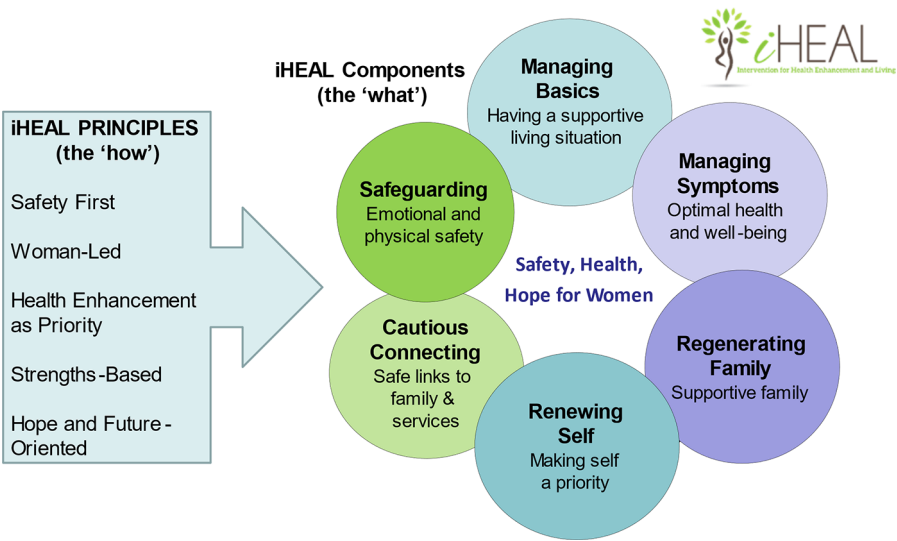 iHEAL
Intervention for Health Enhancement and Living
iHEAL Components
(the ‘what’)
iHEAL PRINCIPLES
(the ‘how’)
Safety First
Woman-Led
Health Enhancement
as Priority
Strengths-Based
Hope and Future-
Oriented
Managing
Basics
Having a supportive
living situation
Managing
Symptoms
Optimal health
and well-being
Regenerating
Family
Supportive family
Renewing
Self
Making self
a priority
Cautious
Connecting
Safe links to
family &
services
Safeguarding
Emotional and
physical safety
Safety, Health,
Hope for Women